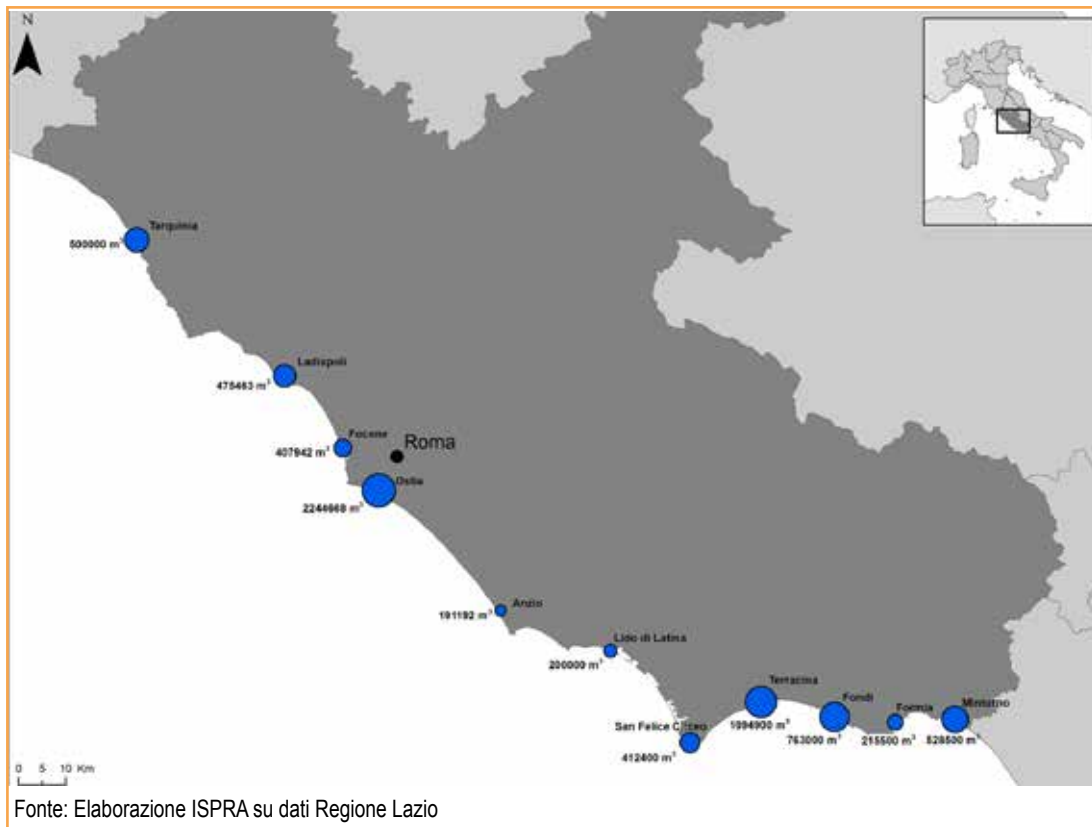 N
Tarquinia
500000 m³
Ladispoli
475463 m³
Focene
407942 m³
Roma
Ostia
2244668 m³
Anzio
191192 m³
Lido di Latina
200000 m³
Terracina
1094900 m³
Fondi
763000 m³
Formia
215500 m³
Minturno
528500 m³
San Felice Circeo
412400 m³
0 5 10 Km
Fonte: Elaborazione ISPRA su dati Regione Lazio